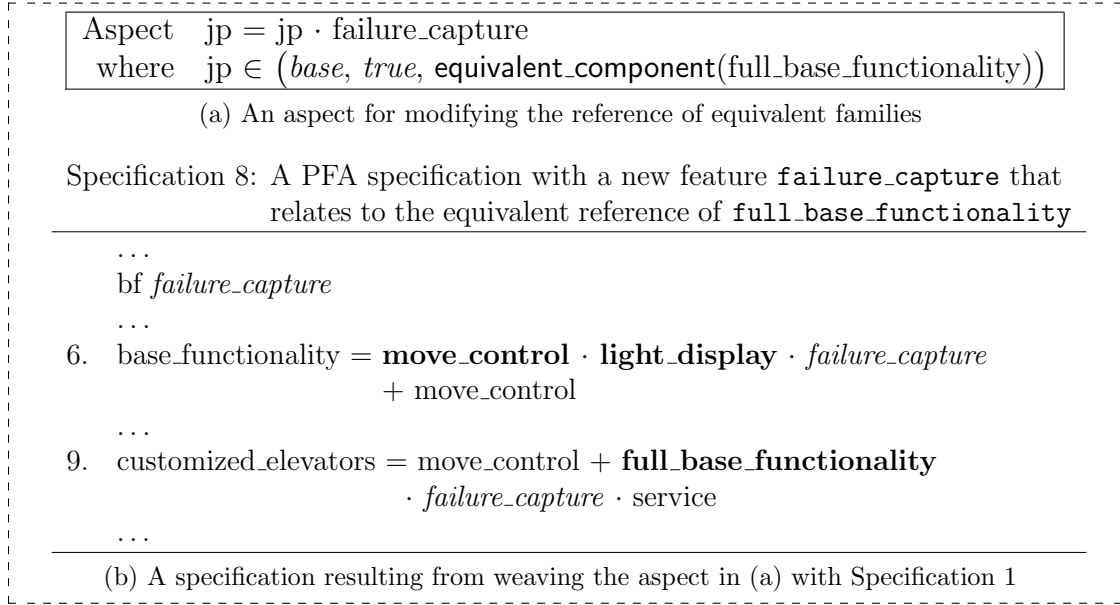 Aspect jp = jp · failure_capture
where jp ∈ (base, true, equivalent_component(full_base_functionality))
(a) An aspect for modifying the reference of equivalent families
Specification 8: A PFA specification with a new feature failure_capture that
relates to the equivalent reference of full_base_functionality
. . .
bf failure_capture
. . .
6. base_functionality = move_control · light_display · failure_capture
+ move_control
. . .
9. customized_elevators = move_control + full_base_functionality
· failure_capture · service
. . .
(b) A specification resulting from weaving the aspect in (a) with Specification 1